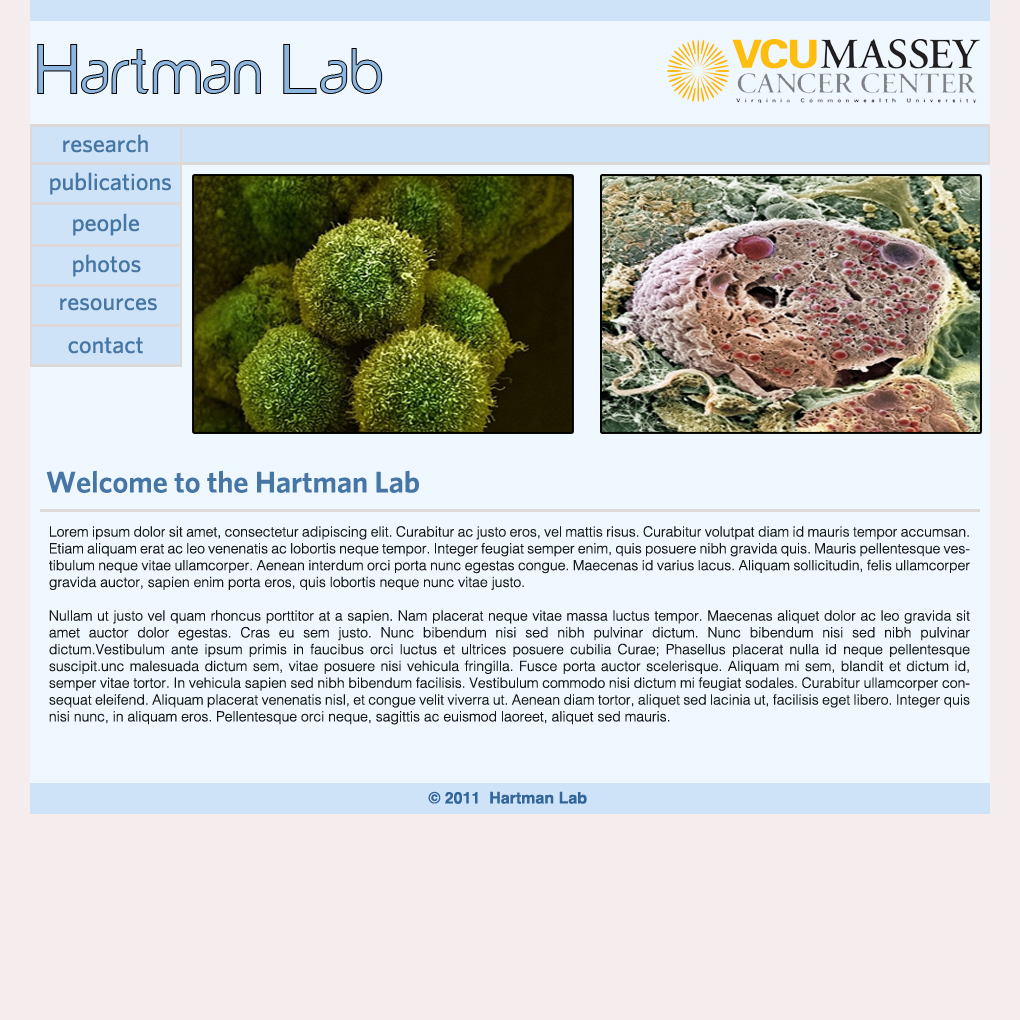 Hartman Lab
VCU MASSEY
CANCER CENTER
Virginia Commonwealth University
research
publications
people
photos
resources
contact
Welcome to the Hartman Lab
Lorem ipsum dolor sit amet, consectetur adipiscing elit. Curabitur ac justo eros, vel mattis risus. Curabitur volutpat diam id mauris tempor accumsan.
Etiam aliquam erat ac leo venenatis ac lobortis neque tempor. Integer feugiat semper enim, quis posuere nibh gravida quis. Mauris pellentesque ves-
tibulum neque vitae ullamcorper. Aenean interdum orci porta nunc egestas congue. Maecenas id varius lacus. Aliquam sollicitudin, felis ullamcorper
gravida auctor, sapien enim porta eros, quis lobortis neque nunc vitae justo.
Nullam ut justo vel quam rhoncus porttitor at a sapien. Nam placerat neque vitae massa luctus tempor. Maecenas aliquet dolor ac leo gravida sit
amet auctor dolor egestas. Cras eu sem justo. Nunc bibendum nisi sed nibh pulvinar dictum. Nunc bibendum nisi sed nibh pulvinar
dictum.Vestibulum ante ipsum primis in faucibus orci luctus et ultrices posuere cubilia Curae; Phasellus placerat nulla id neque pellentesque
suscipit.unc malesuada dictum sem, vitae posuere nisi vehicula fringilla. Fusce porta auctor scelerisque. Aliquam mi sem, blandit et dictum id,
semper vitae tortor. In vehicula sapien sed nibh bibendum facilisis. Vestibulum commodo nisi dictum mi feugiat sodales. Curabitur ullamcorper con-
sequat eleifend. Aliquam placerat venenatis nisl, et congue velit viverra ut. Aenean diam tortor, aliquet sed lacinia ut, facilisis eget libero. Integer quis
nisi nunc, in aliquam eros. Pellentesque orci neque, sagittis ac euismod laoreet, aliquet sed mauris.
© 2011 Hartman Lab